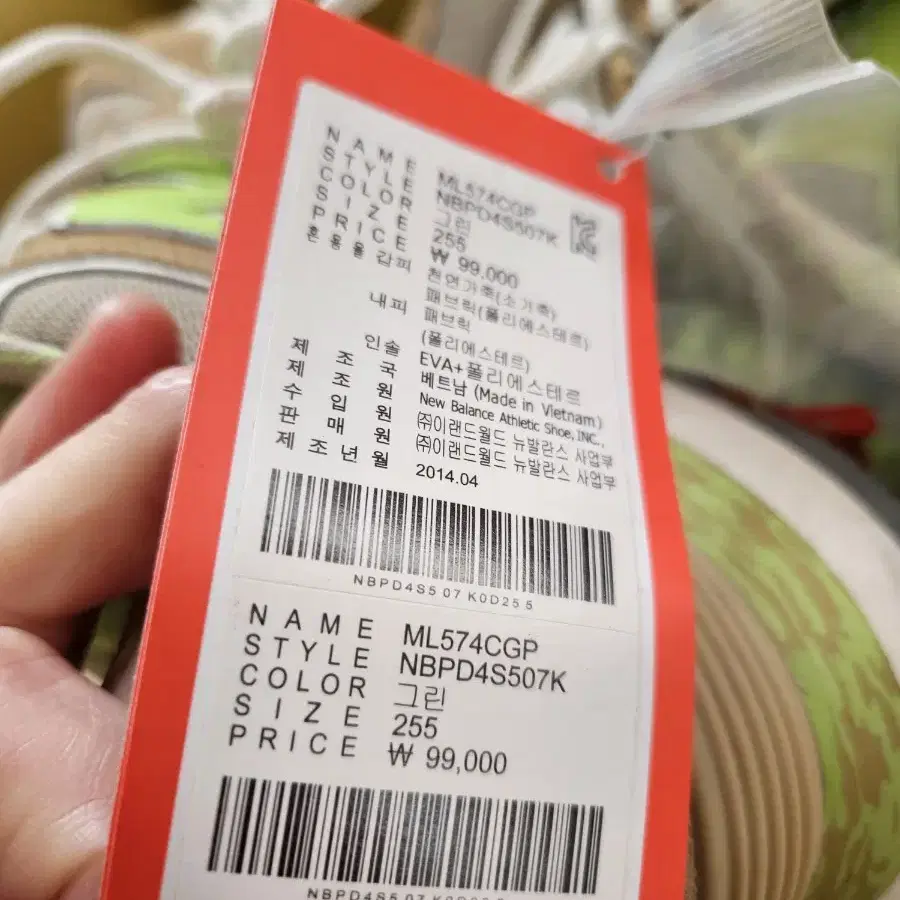 NAME ML574CGP
STYLE NBPD4S507K
COLOR 그린
SIZE 255
PRICE ₩ 99,000
혼용율 겉피 천연가죽(소가죽)
패브릭(폴리에스테르)
내피 패브릭
(폴리에스테르)
인솔 EVA+폴리에스테르
제조국 베트남 (Made in Vietnam)
제조원 New Balance Athletic Shoe, INC.,
수입원 ㈜이랜드월드 뉴발란스 사업부
판매원 ㈜이랜드월드 뉴발란스 사업부
제조년월 2014.04
NBPD4S507K0D255
NAME ML574CGP
STYLE NBPD4S507K
COLOR 그린
SIZE 255
PRICE ₩ 99,000